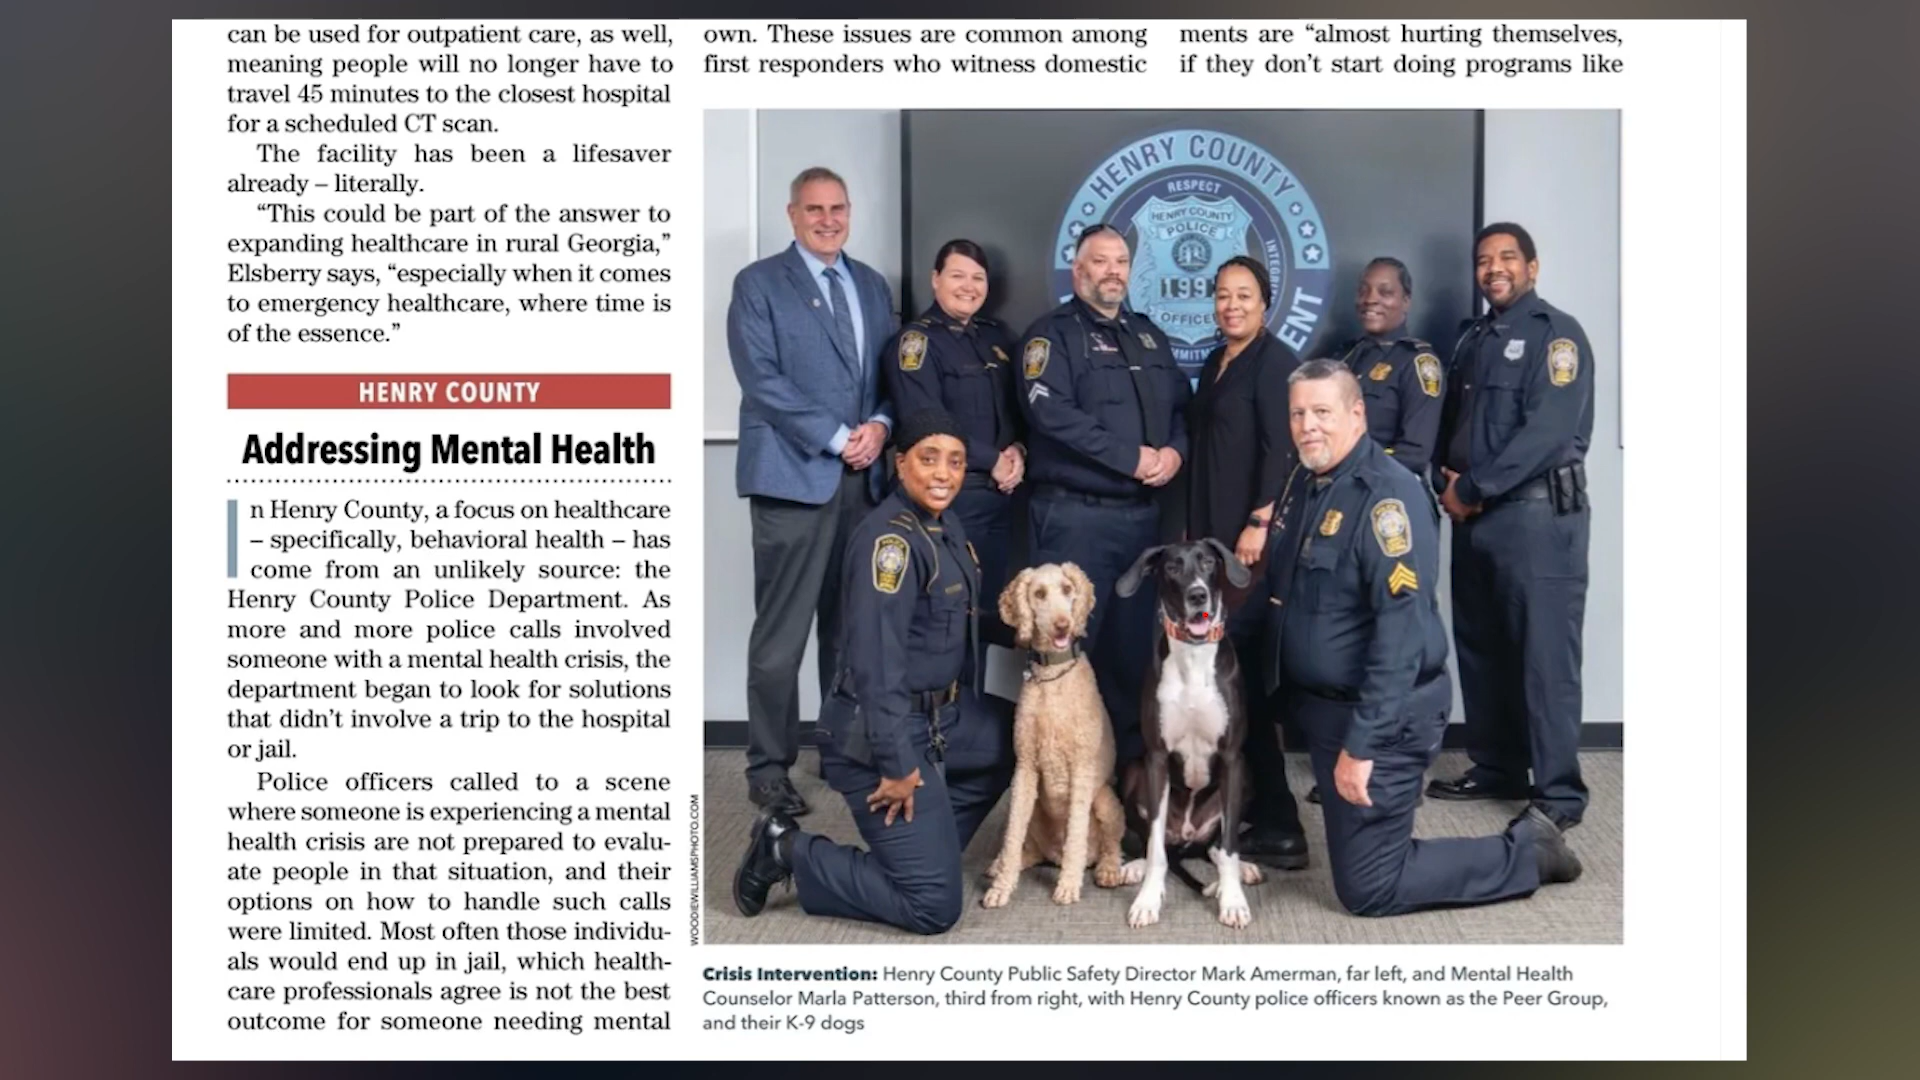 can be used for outpatient care, as well,
meaning people will no longer have to
travel 45 minutes to the closest hospital
for a scheduled CT scan.
The facility has been a lifesaver
already – literally.
“This could be part of the answer to
expanding healthcare in rural Georgia,”
Elsberry says, “especially when it comes
to emergency healthcare, where time is
of the essence.”
HENRY COUNTY
Addressing Mental Health
In Henry County, a focus on healthcare
– specifically, behavioral health – has
come from an unlikely source: the
Henry County Police Department. As
more and more police calls involved
someone with a mental health crisis, the
department began to look for solutions
that didn’t involve a trip to the hospital
or jail.
Police officers called to a scene
where someone is experiencing a mental
health crisis are not prepared to evalu-
ate people in that situation, and their
options on how to handle such calls
were limited. Most often those individu-
als would end up in jail, which health-
care professionals agree is not the best
outcome for someone needing mental
own. These issues are common among
first responders who witness domestic
ments are “almost hurting themselves,
if they don’t start doing programs like
HENRY COUNTY
RESPECT
INTEGRI
HENRY COUNTY
POLICE
199
OFFICE
MMITM
ENT
WOODIEWILLIAMSPHOTO.COM
Crisis Intervention: Henry County Public Safety Director Mark Amerman, far left, and Mental Health
Counselor Marla Patterson, third from right, with Henry County police officers known as the Peer Group,
and their K-9 dogs